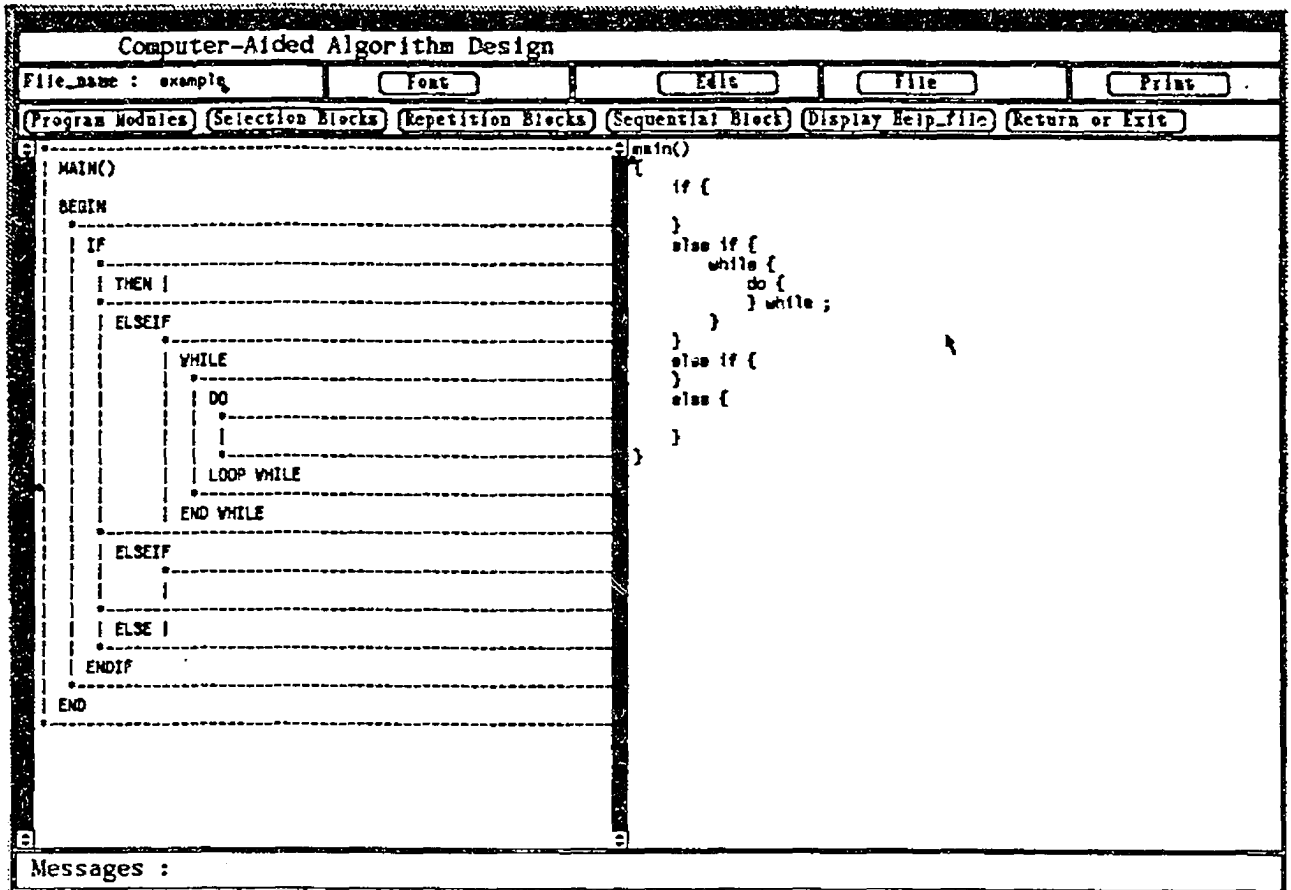 Computer-Aided Algorithm Design
File_name : example
Font
Edit
File
Print
Program Modules
Selection Blocks
Repetition Blocks
Sequential Block
Display Help_file
Return or Exit
MAIN()
BEGIN
IF
THEN
ELSEIF
WHILE
DO
LOOP WHILE
END WHILE
ELSEIF
ELSE
ENDIF
END
main()
{
if {
}
else if {
while {
do {
} while ;
}
}
else if {
}
else {
}
}
Messages :